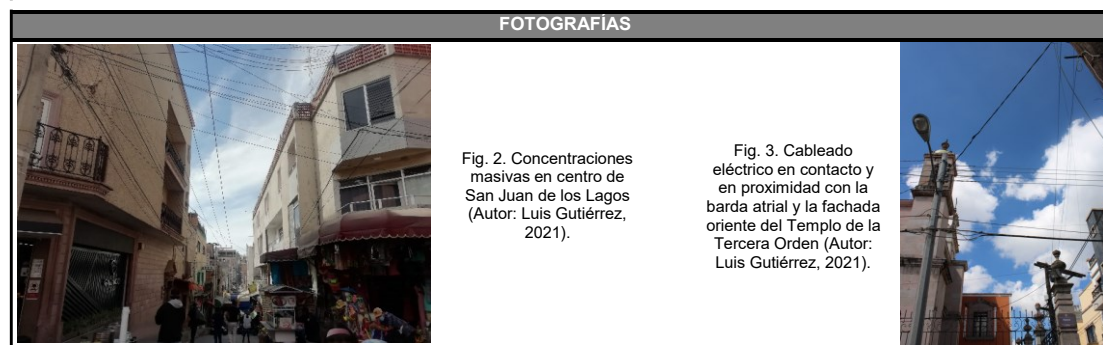 FOTOGRAFÍAS
Fig. 2. Concentraciones
masivas en centro de
San Juan de los Lagos
(Autor: Luis Gutiérrez,
2021).
Fig. 3. Cableado
eléctrico en contacto y
en proximidad con la
barda atrial y la fachada
oriente del Templo de la
Tercera Orden (Autor:
Luis Gutiérrez, 2021).